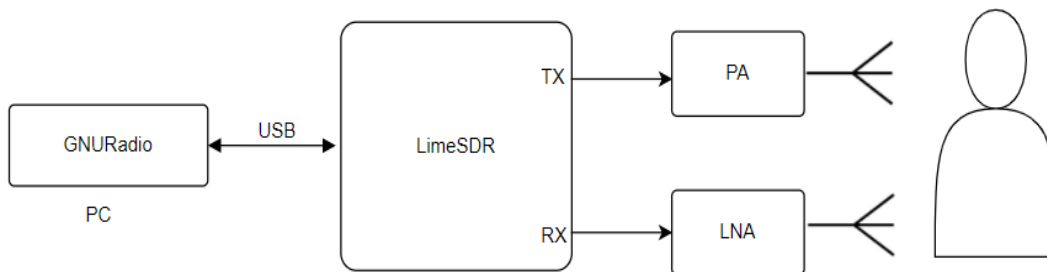 GNURadio
PC
USB
LimeSDR
TX
RX
PA
LNA